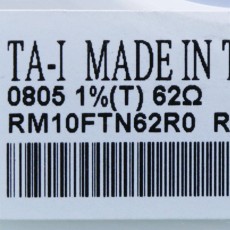 TA-I MADE IN T
0805 1%(T) 62Ω
RM10FTN62R0 R